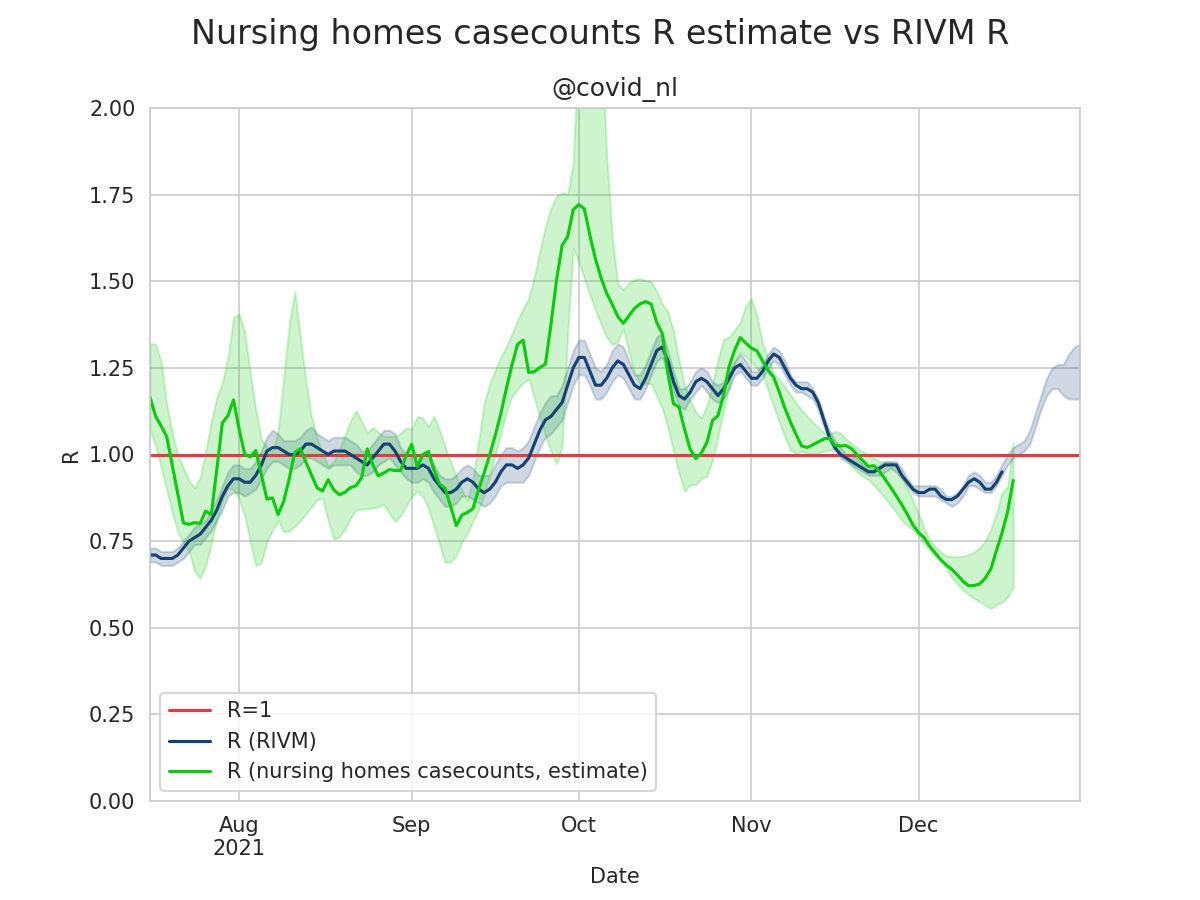 Nursing homes casecounts R estimate vs RIVM R
@covid_nl
2.00
1.75
1.50
1.25
1.00
0.75
0.50
0.25
0.00
R
R=1
R (RIVM)
R (nursing homes casecounts, estimate)
Aug Sep Oct Nov Dec
2021
Date